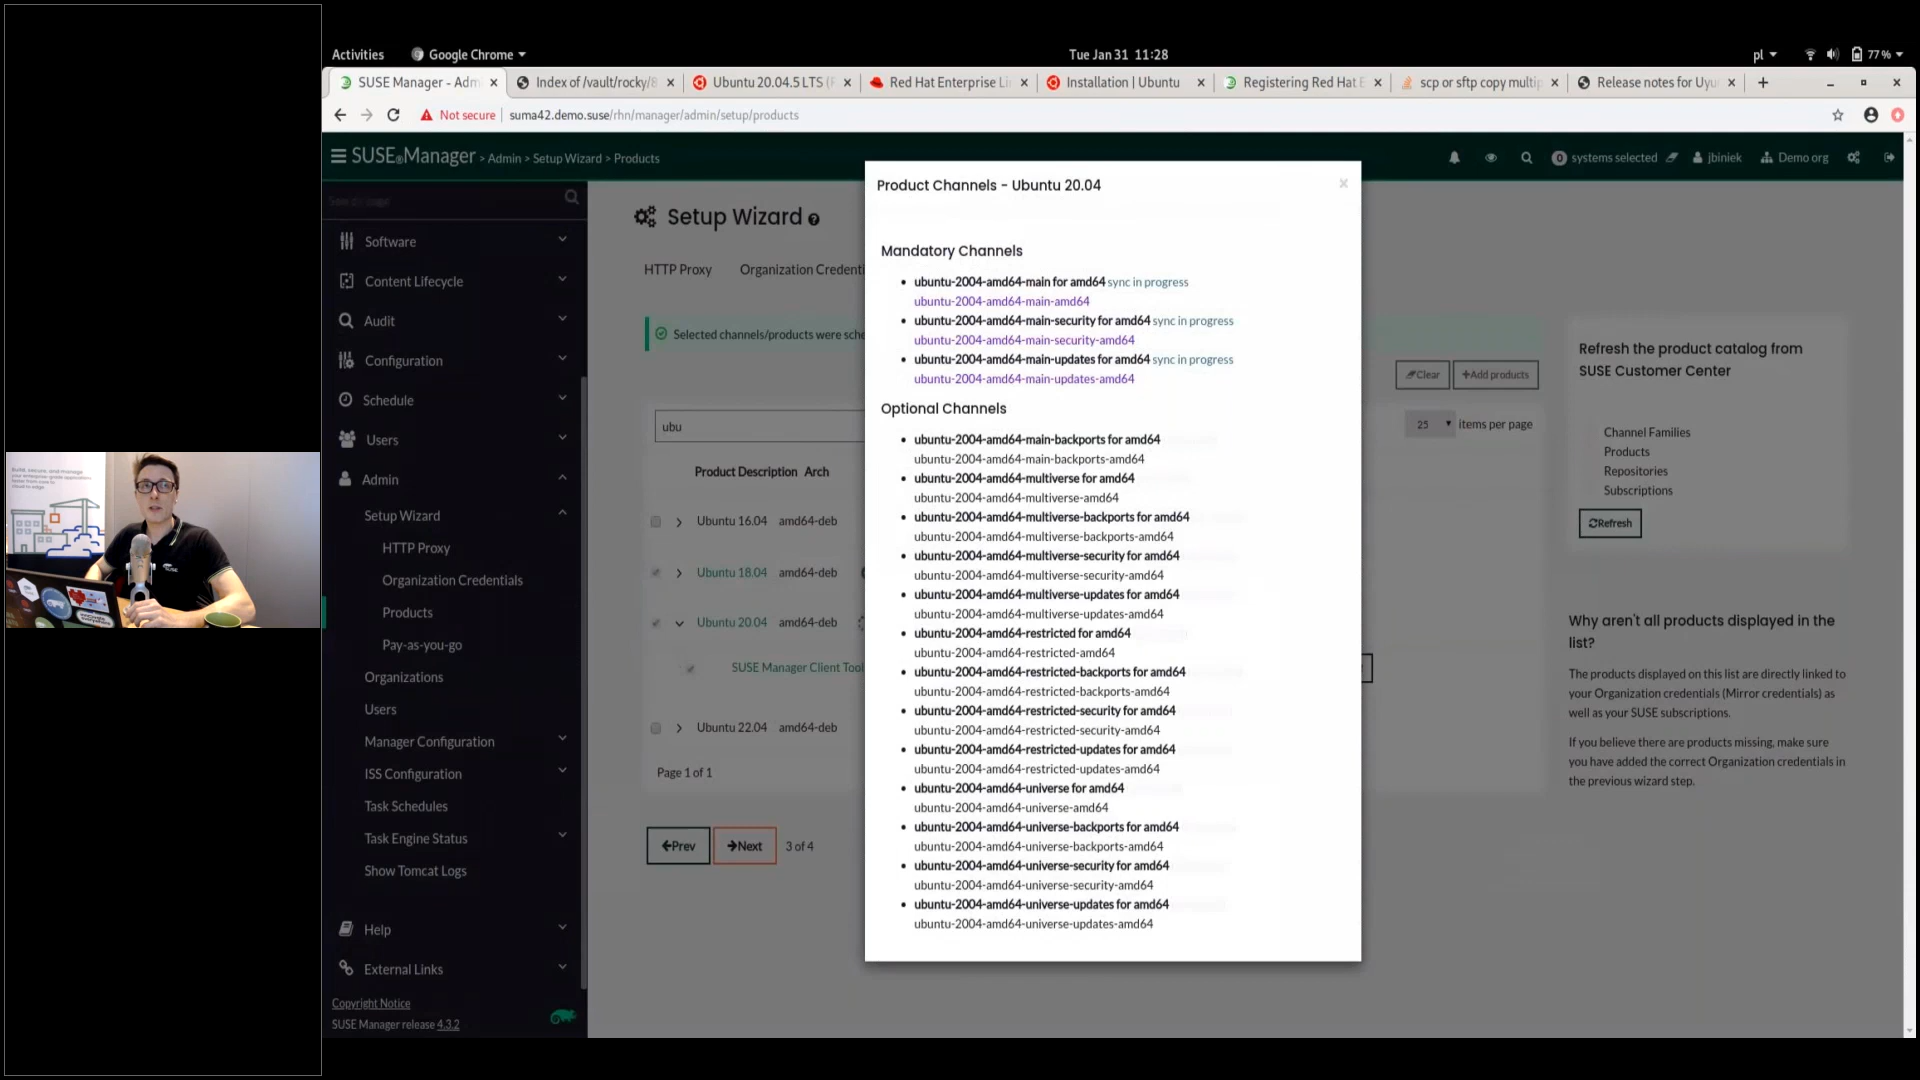 Activities
Google Chrome
Tue Jan 31 11:28
pl
77 %
SUSE Manager - Adm
Index of /vault/rocky/8
Ubuntu 20.04.5 LTS (F
Red Hat Enterprise Li
Installation | Ubuntu
Registering Red Hat E
scp or sftp copy multip
Release notes for Uyu
Not secure
suma42.demo.suse/rhn/manager/admin/setup/products
SUSE Manager > Admin > Setup Wizard > Products
0 systems selected
jbiniek
Demo org
Software
Content Lifecycle
Audit
Configuration
Schedule
Users
Admin
Setup Wizard
HTTP Proxy
Organization Credentials
Products
Pay-as-you-go
Organizations
Users
Manager Configuration
ISS Configuration
Task Schedules
Task Engine Status
Show Tomcat Logs
Help
External Links
Copyright Notice
SUSE Manager release 4.3.2
Setup Wizard
HTTP Proxy
Organization Credenti
Selected channels/products were sche
Clear
+Add products
ubu
25
items per page
Product Description
Arch
Ubuntu 16.04
amd64-deb
Ubuntu 18.04
amd64-deb
Ubuntu 20.04
amd64-deb
SUSE Manager Client Tool
Ubuntu 22.04
amd64-deb
Page 1 of 1
Prev
Next
3 of 4
Product Channels - Ubuntu 20.04
Mandatory Channels
ubuntu-2004-amd64-main for amd64 sync in progress
ubuntu-2004-amd64-main-amd64
ubuntu-2004-amd64-main-security for amd64 sync in progress
ubuntu-2004-amd64-main-security-amd64
ubuntu-2004-amd64-main-updates for amd64 sync in progress
ubuntu-2004-amd64-main-updates-amd64
Optional Channels
ubuntu-2004-amd64-main-backports for amd64
ubuntu-2004-amd64-main-backports-amd64
ubuntu-2004-amd64-multiverse for amd64
ubuntu-2004-amd64-multiverse-amd64
ubuntu-2004-amd64-multiverse-backports for amd64
ubuntu-2004-amd64-multiverse-backports-amd64
ubuntu-2004-amd64-multiverse-security for amd64
ubuntu-2004-amd64-multiverse-security-amd64
ubuntu-2004-amd64-multiverse-updates for amd64
ubuntu-2004-amd64-multiverse-updates-amd64
ubuntu-2004-amd64-restricted for amd64
ubuntu-2004-amd64-restricted-amd64
ubuntu-2004-amd64-restricted-backports for amd64
ubuntu-2004-amd64-restricted-backports-amd64
ubuntu-2004-amd64-restricted-security for amd64
ubuntu-2004-amd64-restricted-security-amd64
ubuntu-2004-amd64-restricted-updates for amd64
ubuntu-2004-amd64-restricted-updates-amd64
ubuntu-2004-amd64-universe for amd64
ubuntu-2004-amd64-universe-amd64
ubuntu-2004-amd64-universe-backports for amd64
ubuntu-2004-amd64-universe-backports-amd64
ubuntu-2004-amd64-universe-security for amd64
ubuntu-2004-amd64-universe-security-amd64
ubuntu-2004-amd64-universe-updates for amd64
ubuntu-2004-amd64-universe-updates-amd64
Refresh the product catalog from
SUSE Customer Center
Channel Families
Products
Repositories
Subscriptions
Refresh
Why aren't all products displayed in the
list?
The products displayed on this list are directly linked to
your Organization credentials (Mirror credentials) as
well as your SUSE subscriptions.
If you believe there are products missing, make sure
you have added the correct Organization credentials in
the previous wizard step.